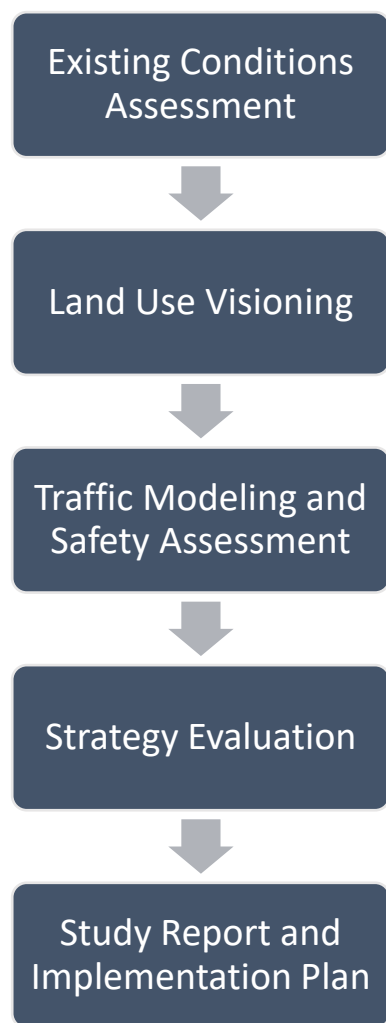 Existing Conditions
Assessment
Land Use Visioning
Traffic Modeling and
Safety Assessment
Strategy Evaluation
Study Report and
Implementation Plan